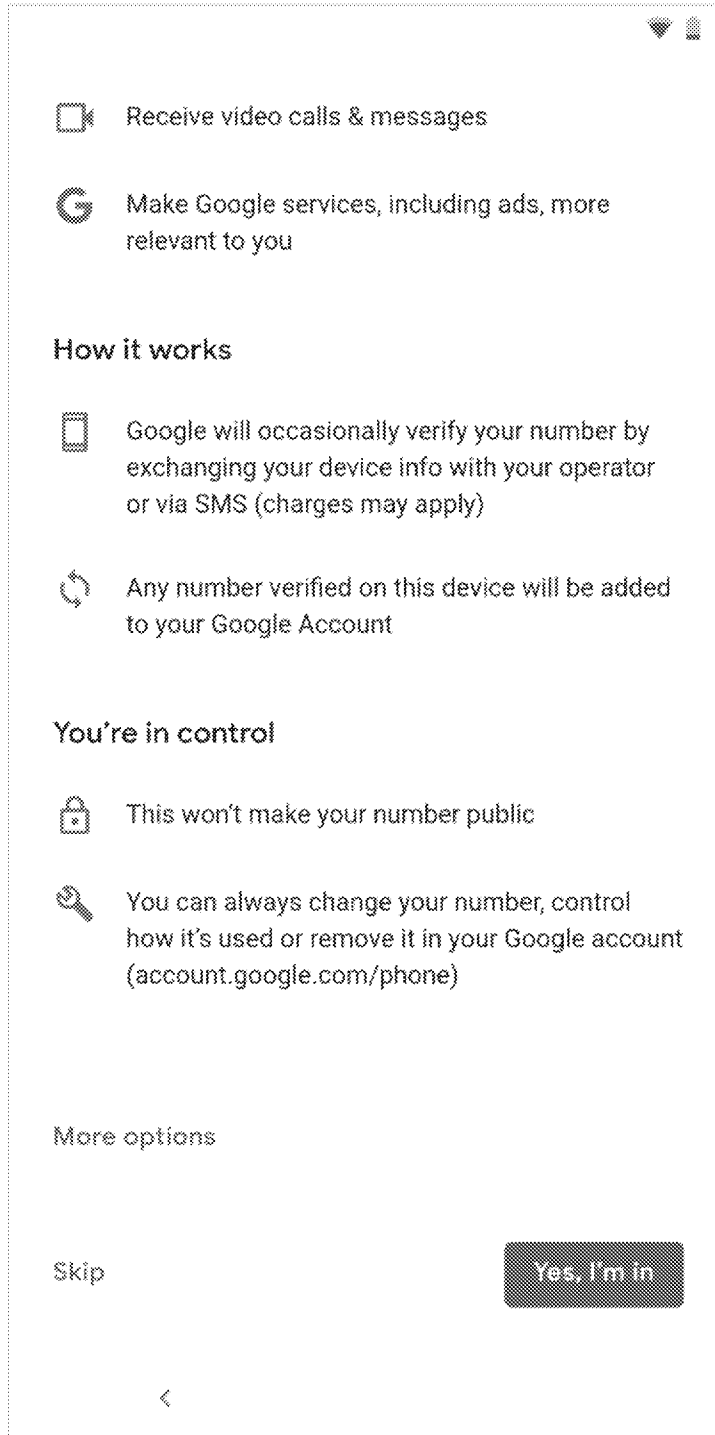 Receive video calls & messages
Make Google services, including ads, more
relevant to you
How it works
Google will occasionally verify your number by
exchanging your device info with your operator
or via SMS (charges may apply)
Any number verified on this device will be added
to your Google Account
You're in control
This won't make your number public
You can always change your number, control
how it's used or remove it in your Google account
(account.google.com/phone)
More options
Skip
Yes, I'm in